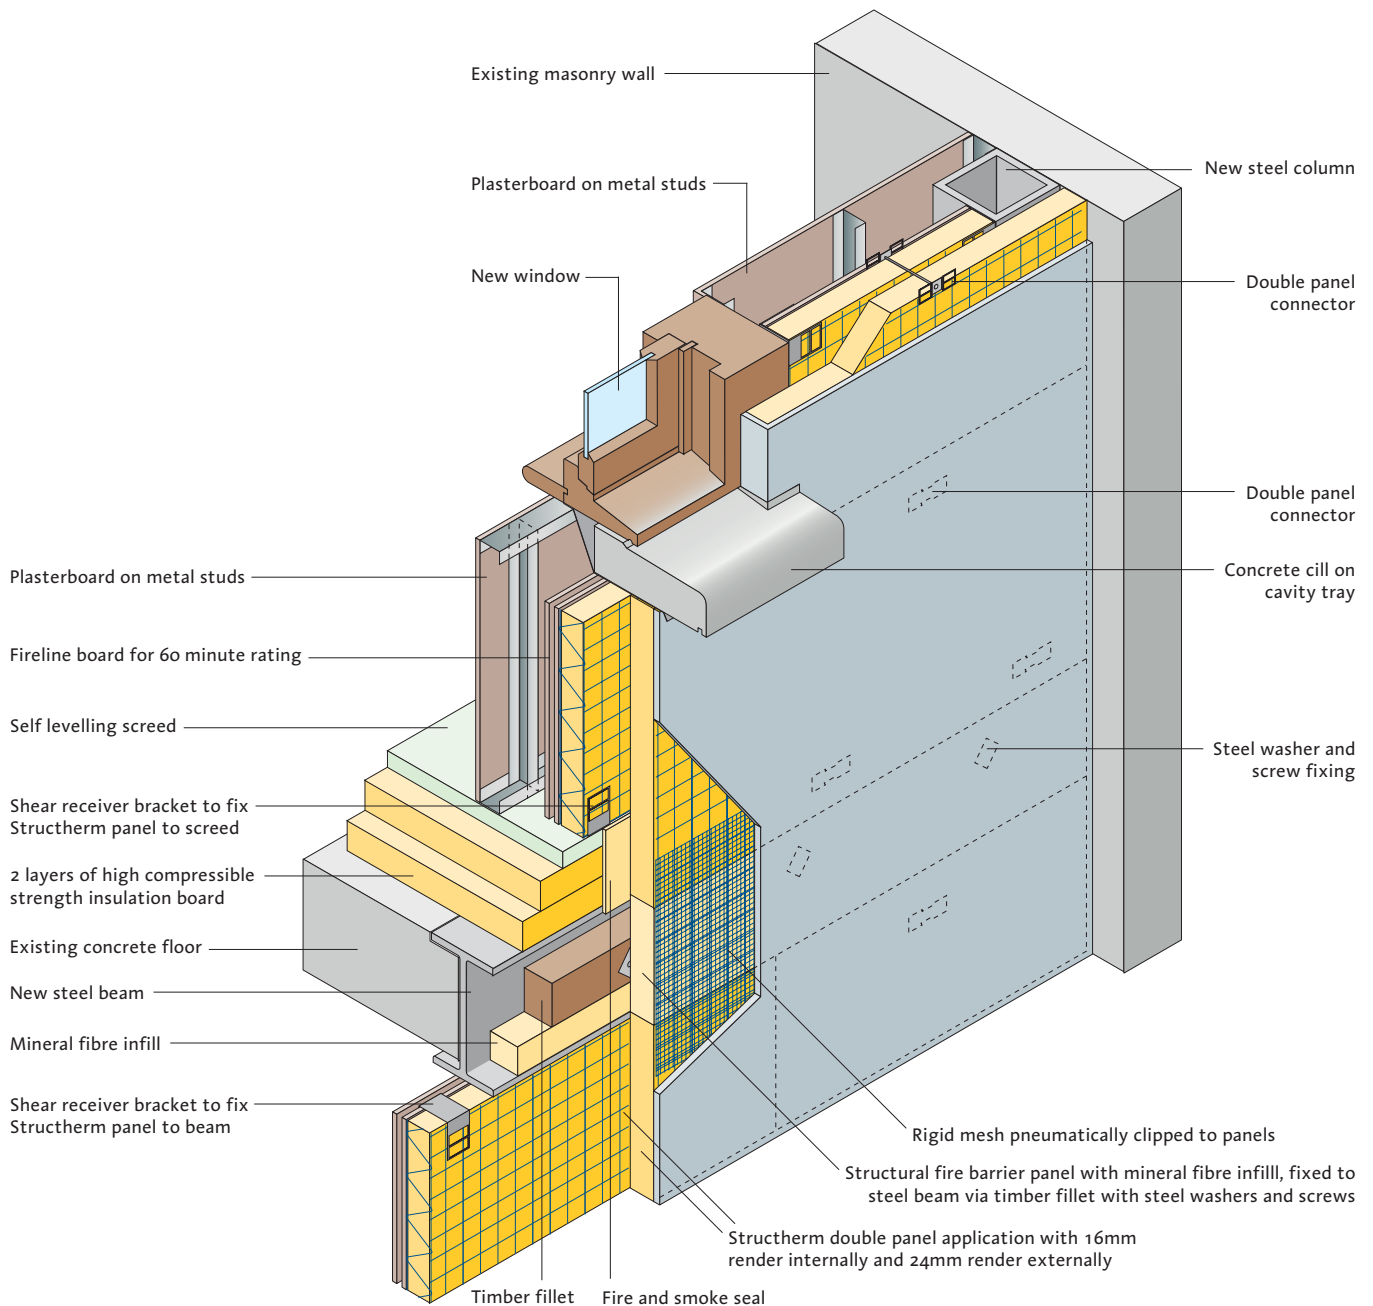 Existing masonry wall
New steel column
Plasterboard on metal studs
New window
Double panel
connector
Double panel
connector
Concrete cill on
cavity tray
Plasterboard on metal studs
Fireline board for 60 minute rating
Self levelling screed
Steel washer and
screw fixing
Shear receiver bracket to fix
Structherm panel to screed
2 layers of high compressible
strength insulation board
Existing concrete floor
New steel beam
Mineral fibre infill
Shear receiver bracket to fix
Structherm panel to beam
Rigid mesh pneumatically clipped to panels
Structural fire barrier panel with mineral fibre infilll, fixed to
steel beam via timber fillet with steel washers and screws
Structherm double panel application with 16mm
render internally and 24mm render externally
Timber fillet
Fire and smoke seal